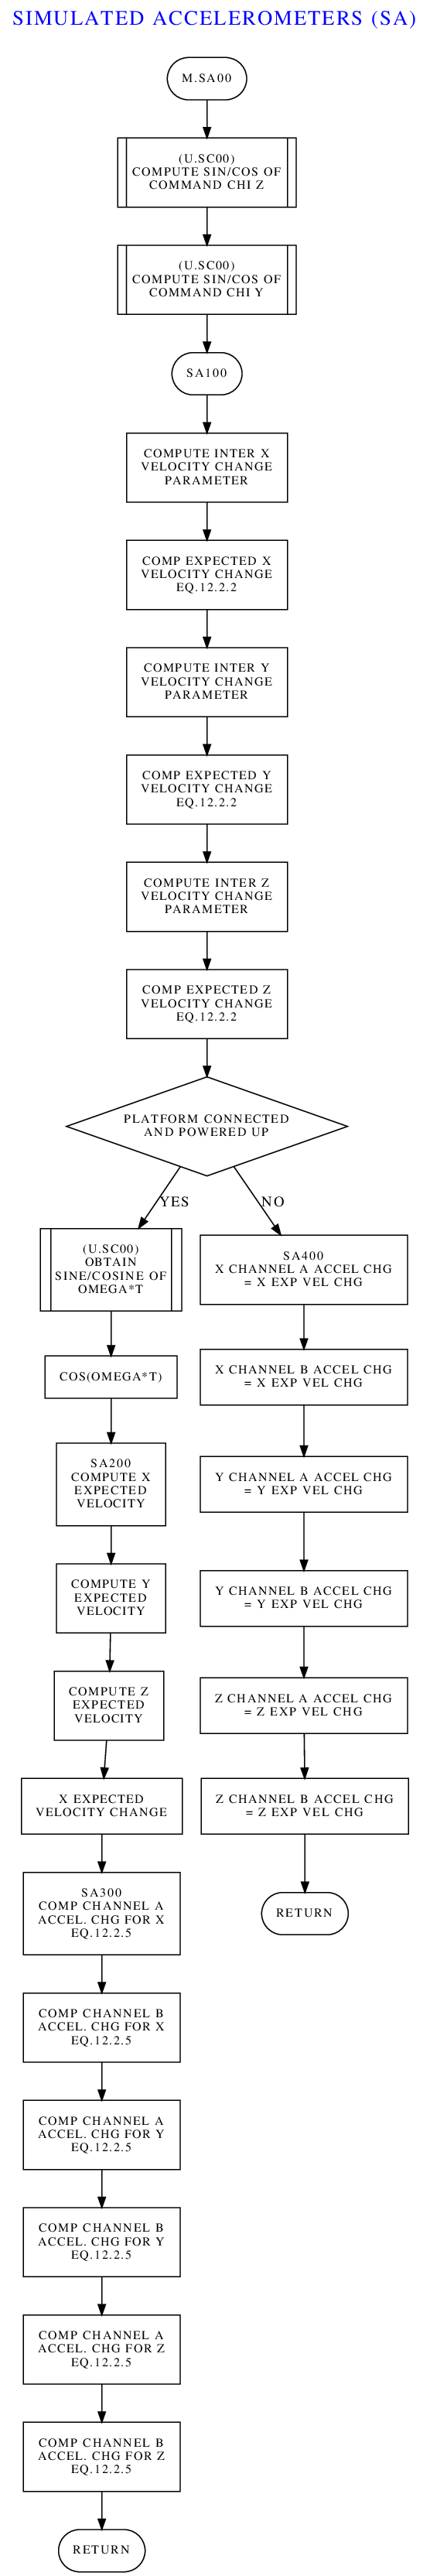 SIMULATED ACCELEROMETERS (SA)
M.SA00
(U.SC00)
COMPUTE SIN/COS OF
COMMAND CHI Z
(U.SC00)
COMPUTE SIN/COS OF
COMMAND CHI Y
SA100
COMPUTE INTER X
VELOCITY CHANGE
PARAMETER
COMP EXPECTED X
VELOCITY CHANGE
EQ.12.2.2
COMPUTE INTER Y
VELOCITY CHANGE
PARAMETER
COMP EXPECTED Y
VELOCITY CHANGE
EQ.12.2.2
COMPUTE INTER Z
VELOCITY CHANGE
PARAMETER
COMP EXPECTED Z
VELOCITY CHANGE
EQ.12.2.2
PLATFORM CONNECTED
AND POWERED UP
YES
(U.SC00)
OBTAIN
SINE/COSINE OF
OMEGA*T
COS(OMEGA*T)
SA200
COMPUTE X
EXPECTED
VELOCITY
COMPUTE Y
EXPECTED
VELOCITY
COMPUTE Z
EXPECTED
VELOCITY
X EXPECTED
VELOCITY CHANGE
SA300
COMP CHANNEL A
ACCEL. CHG FOR X
EQ.12.2.5
COMP CHANNEL B
ACCEL. CHG FOR X
EQ.12.2.5
COMP CHANNEL A
ACCEL. CHG FOR Y
EQ.12.2.5
COMP CHANNEL B
ACCEL. CHG FOR Y
EQ.12.2.5
COMP CHANNEL A
ACCEL. CHG FOR Z
EQ.12.2.5
COMP CHANNEL B
ACCEL. CHG FOR Z
EQ.12.2.5
RETURN
NO
SA400
X CHANNEL A ACCEL CHG
= X EXP VEL CHG
X CHANNEL B ACCEL CHG
= X EXP VEL CHG
Y CHANNEL A ACCEL CHG
= Y EXP VEL CHG
Y CHANNEL B ACCEL CHG
= Y EXP VEL CHG
Z CHANNEL A ACCEL CHG
= Z EXP VEL CHG
Z CHANNEL B ACCEL CHG
= Z EXP VEL CHG
RETURN